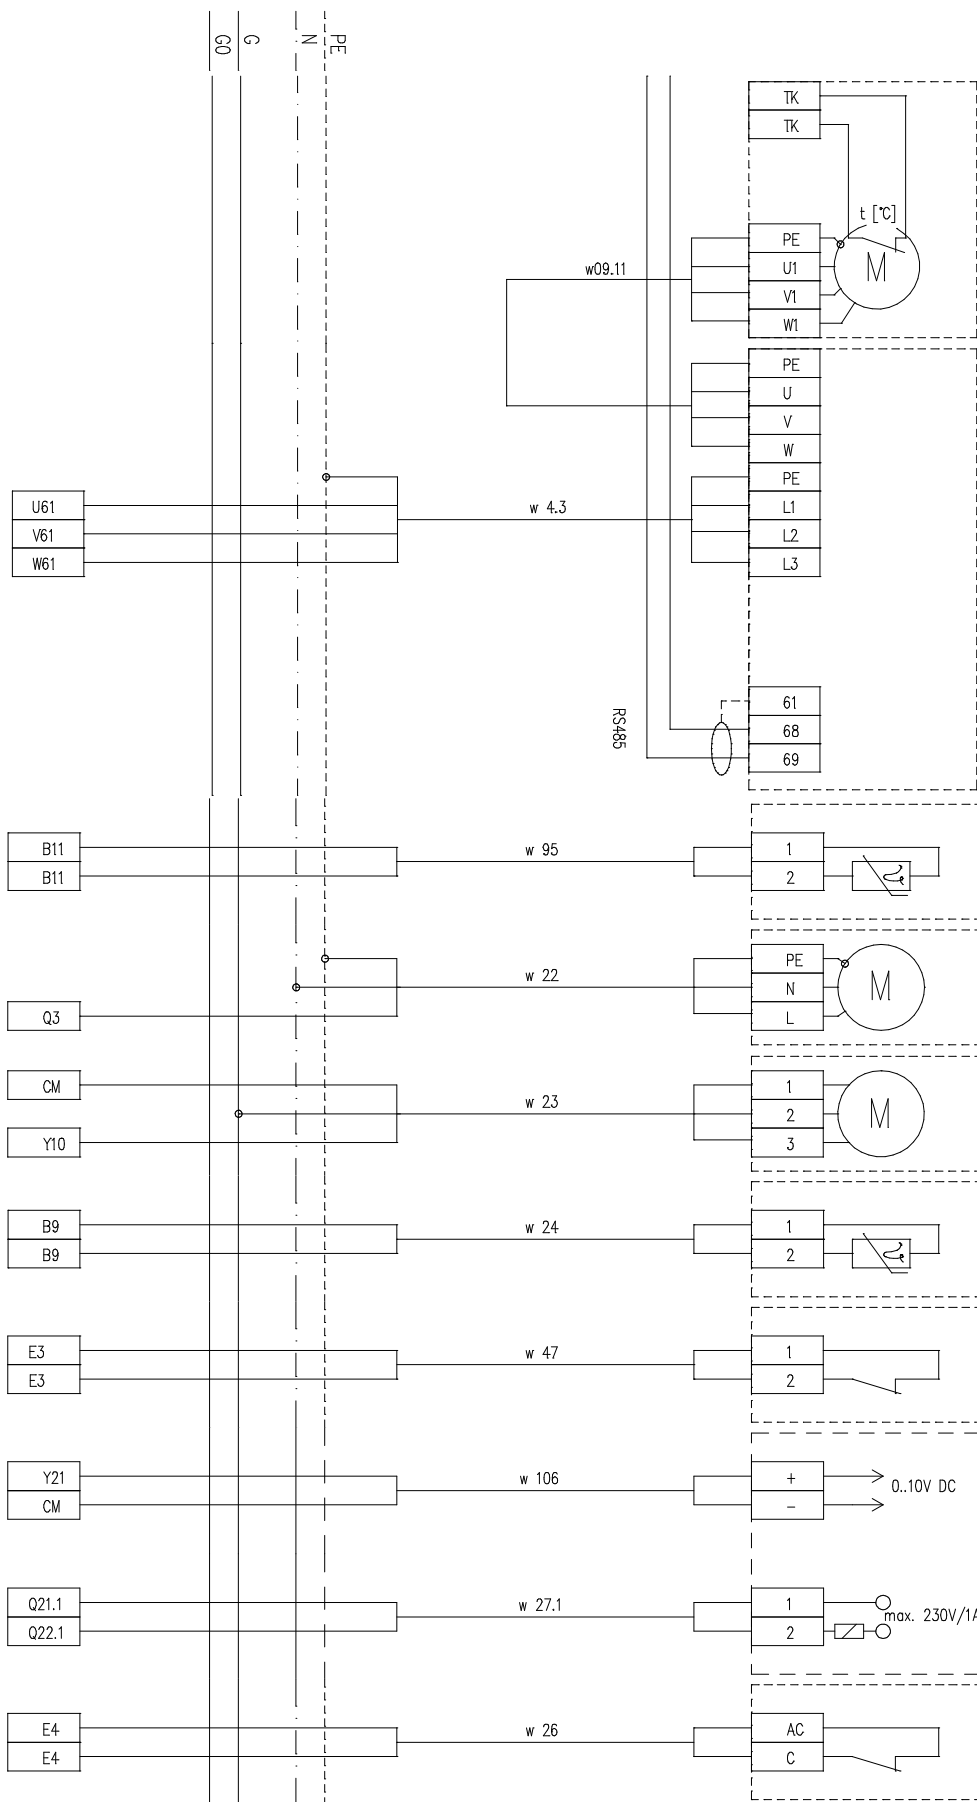 G0
G
N
PE
TK
TK
t [°C]
PE
U1
V1
W1
M
w09.11
PE
U
V
W
PE
L1
L2
L3
U61
V61
W61
w 4.3
61
68
69
RS485
B11
B11
w 95
1
2
Q3
w 22
PE
N
L
M
CM
Y10
w 23
1
2
3
M
B9
B9
w 24
1
2
E3
E3
w 47
1
2
Y21
CM
w 106
+
-
0..10V DC
Q21.1
Q22.1
w 27.1
1
2
max. 230V/1A
E4
E4
w 26
AC
C